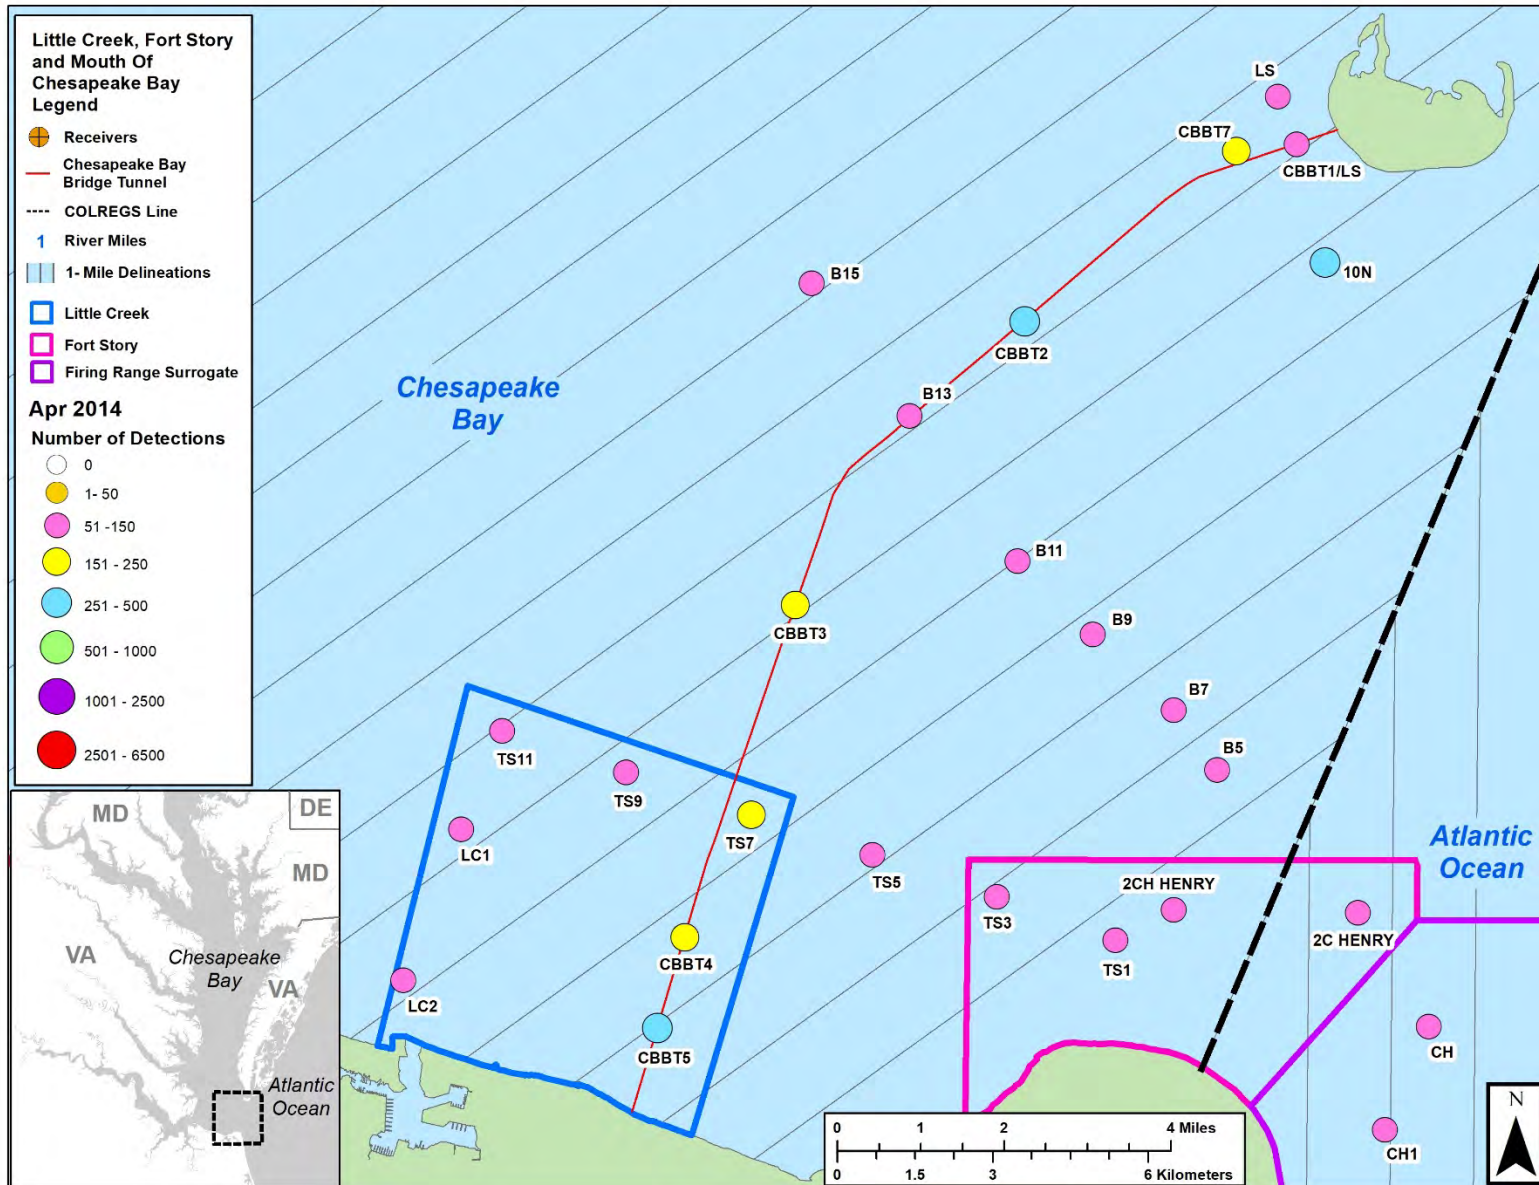 Little Creek, Fort Story
and Mouth Of
Chesapeake Bay
Legend
Receivers
Chesapeake Bay
Bridge Tunnel
COLREGS Line
1 River Miles
1- Mile Delineations
Little Creek
Fort Story
Firing Range Surrogate
Apr 2014
Number of Detections
0
1- 50
51 -150
151 - 250
251 - 500
501 - 1000
1001 - 2500
2501 - 6500
LS
CBBT7
CBBT1/LS
10N
B15
CBBT2
Chesapeake
Bay
B13
B11
CBBT3
B9
B7
B5
TS11
TS9
TS7
LC1
TS5
Atlantic
Ocean
2CH HENRY
TS3
TS1
2C HENRY
CBBT4
LC2
CBBT5
CH
CH1
MD
DE
MD
VA
Chesapeake
Bay
VA
Atlantic
Ocean
0 1 2 4 Miles
0 1.5 3 6 Kilometers
N